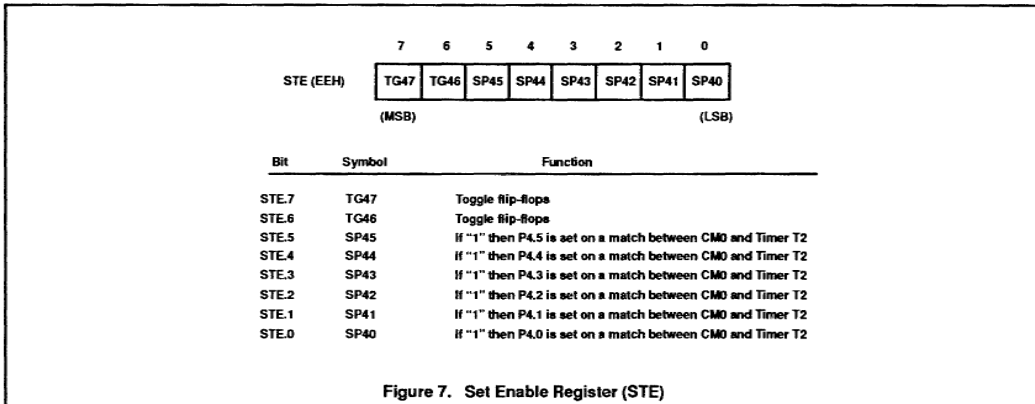 7 6 5 4 3 2 1 0
STE (EEH) TG47 TG46 SP45 SP44 SP43 SP42 SP41 SP40
(MSB) (LSB)
Bit Symbol Function
STE.7 TG47 Toggle flip-flops
STE.6 TG46 Toggle flip-flops
STE.5 SP45 If "1" then P4.5 is set on a match between CM0 and Timer T2
STE.4 SP44 If "1" then P4.4 is set on a match between CM0 and Timer T2
STE.3 SP43 If "1" then P4.3 is set on a match between CM0 and Timer T2
STE.2 SP42 If "1" then P4.2 is set on a match between CM0 and Timer T2
STE.1 SP41 If "1" then P4.1 is set on a match between CM0 and Timer T2
STE.0 SP40 If "1" then P4.0 is set on a match between CM0 and Timer T2
Figure 7. Set Enable Register (STE)